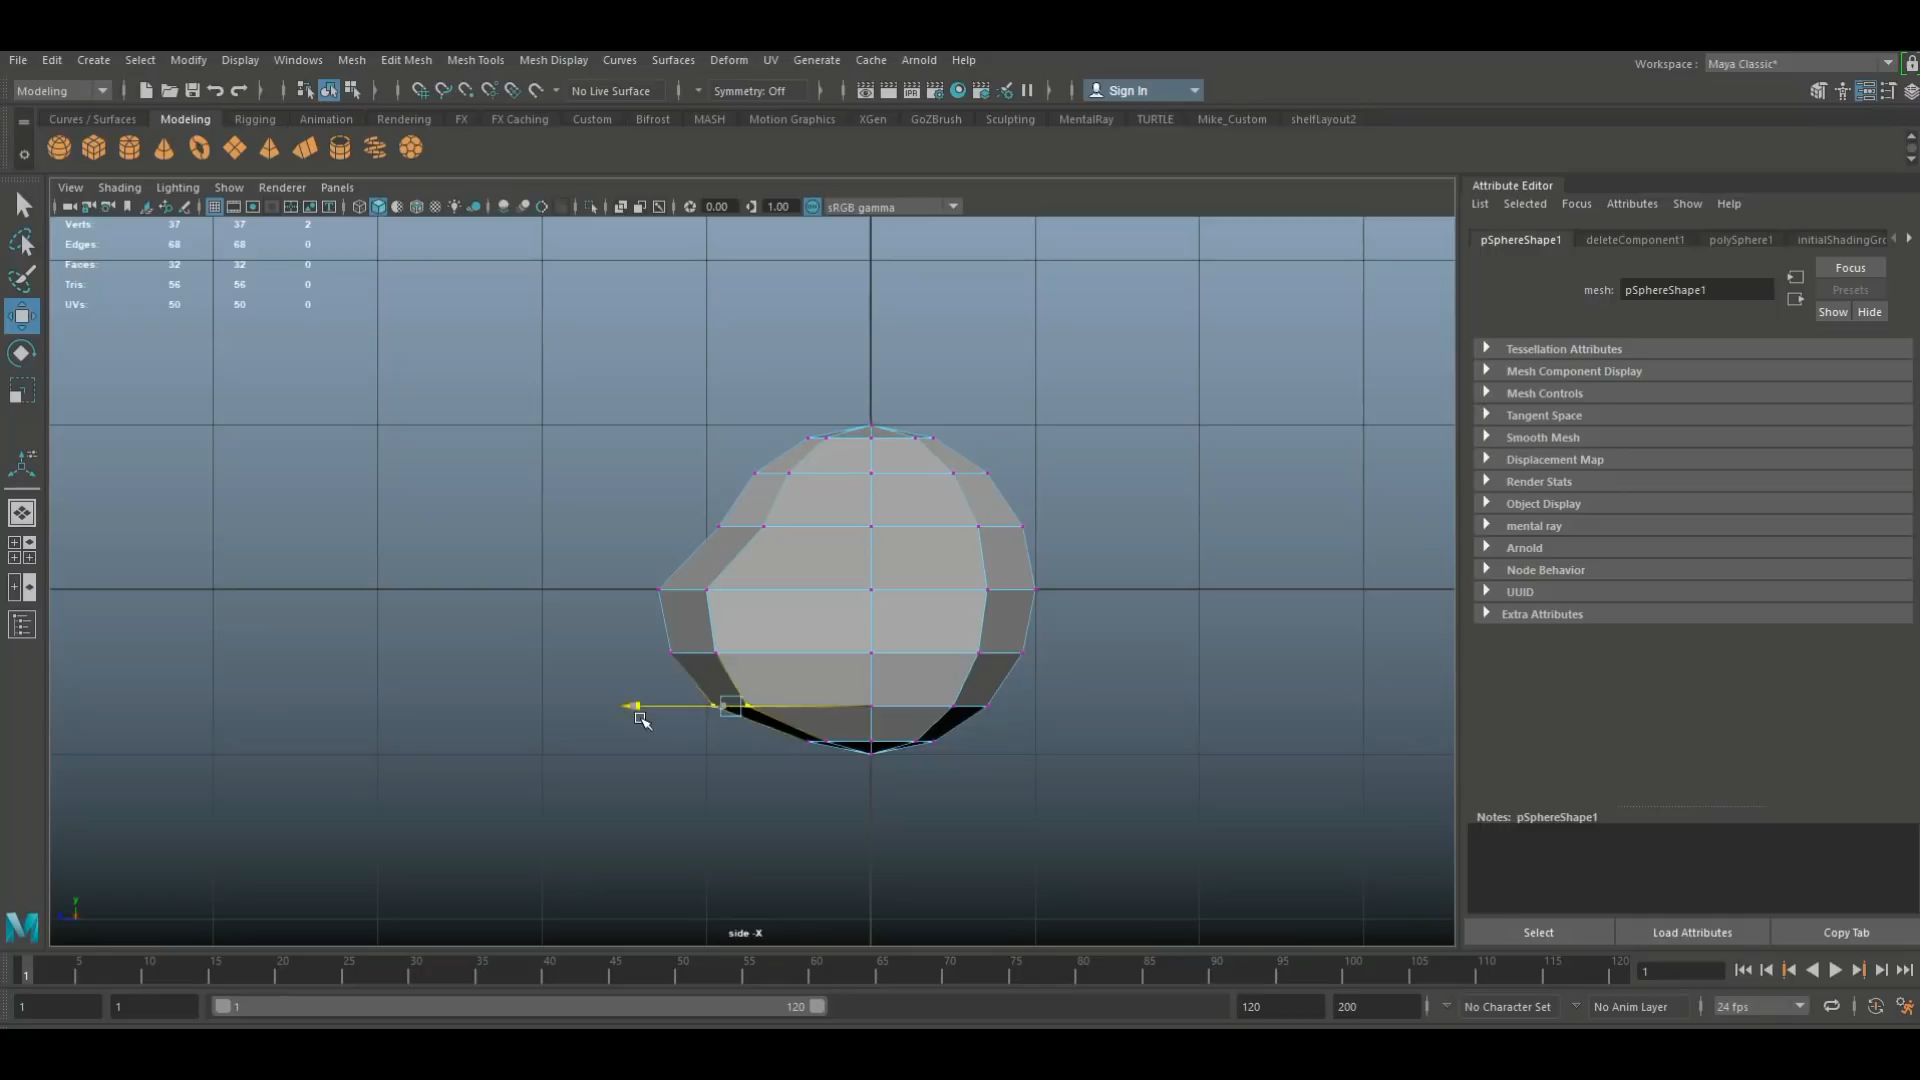 File Edit Create Select Modify Display Windows Mesh Edit Mesh Mesh Tools Mesh Display Curves Surfaces Deform UV Generate Cache Arnold Help Workspace : Maya Classic*
Modeling No Live Surface Symmetry: Off Sign In
Curves / Surfaces Modeling Rigging Animation Rendering FX FX Caching Custom Bifrost MASH Motion Graphics XGen GoZBrush Sculpting MentalRay TURTLE Mike_Custom shelfLayout2
View Shading Lighting Show Renderer Panels
0.00 1.00 sRGB gamma
Verts: 37 37 2
Edges: 68 68 0
Faces: 32 32 0
Tris: 56 56 0
UVs: 50 50 0
y
side -X
Attribute Editor
List Selected Focus Attributes Show Help
pSphereShape1 deleteComponent1 polySphere1 initialShadingGro
Focus
mesh: pSphereShape1 Presets
Show Hide
Tessellation Attributes
Mesh Component Display
Mesh Controls
Tangent Space
Smooth Mesh
Displacement Map
Render Stats
Object Display
mental ray
Arnold
Node Behavior
UUID
Extra Attributes
Notes: pSphereShape1
Select Load Attributes Copy Tab
5 10 15 20 25 30 35 40 45 50 55 60 65 70 75 80 85 90 95 100 105 110 115 120
1 1
1 1 1 120 120 200 No Character Set No Anim Layer 24 fps